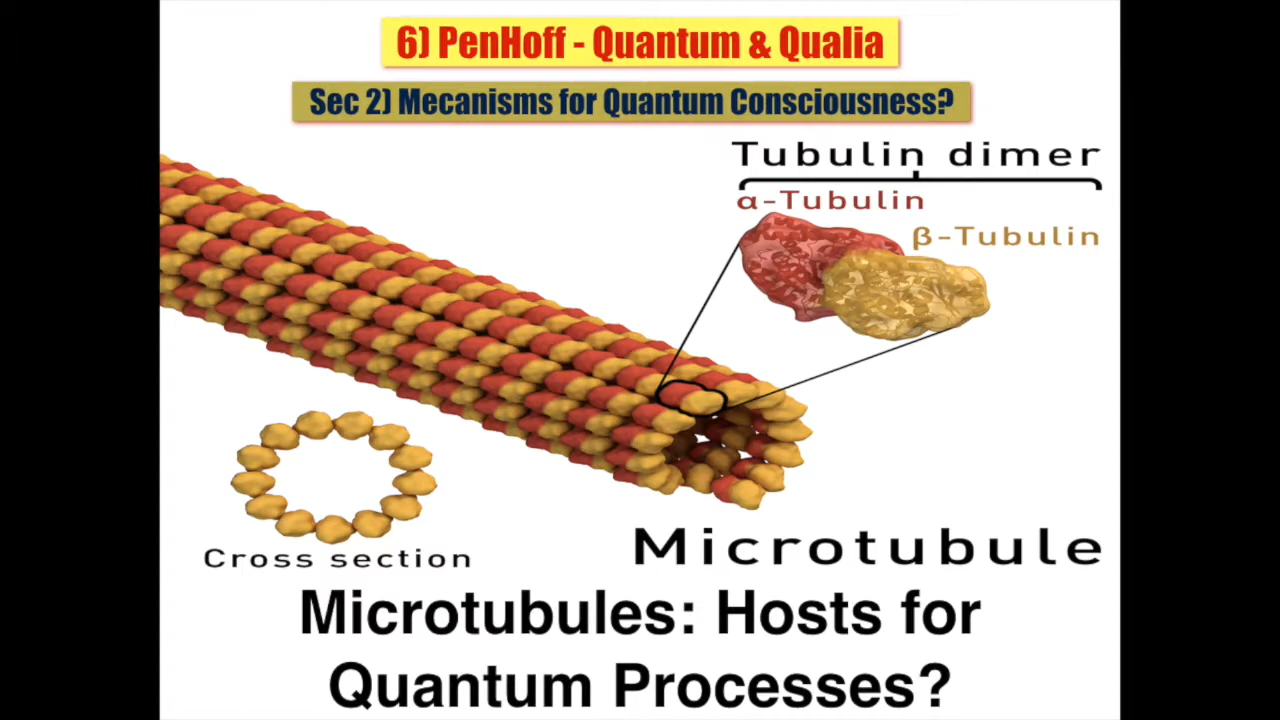 6) PenHoff - Quantum & Qualia
Sec 2) Mecanisms for Quantum Consciousness?
Tubulin dimer
α-Tubulin
β-Tubulin
Cross section
Microtubule
Microtubules: Hosts for
Quantum Processes?